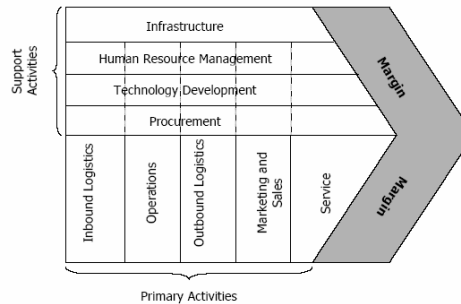 Support
Activities
Infrastructure
Human Resource Management
Technology Development
Procurement
Inbound Logistics
Operations
Outbound Logistics
Marketing and
Sales
Service
Margin
Margin
Primary Activities